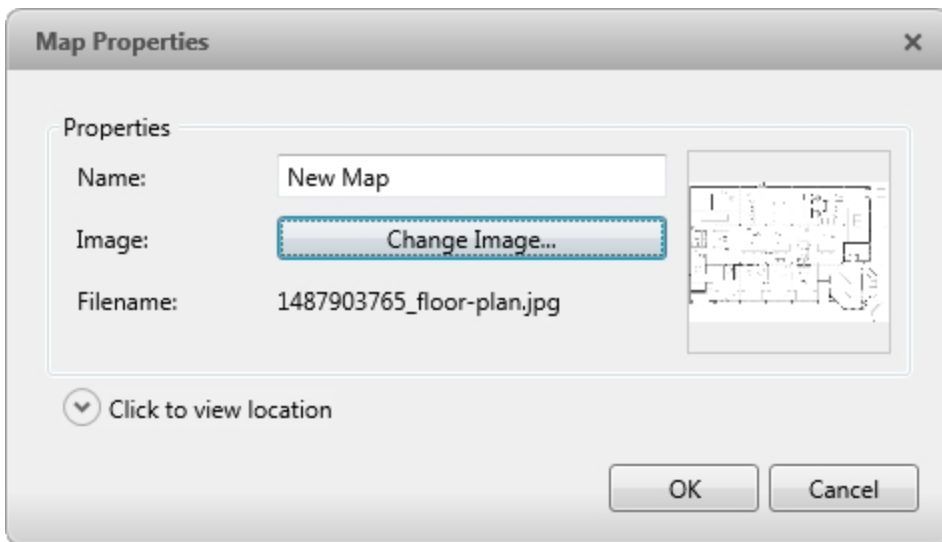 Map Properties
Properties
Name: New Map
Image: Change Image...
Filename: 1487903765_floor-plan.jpg
Click to view location
OK Cancel